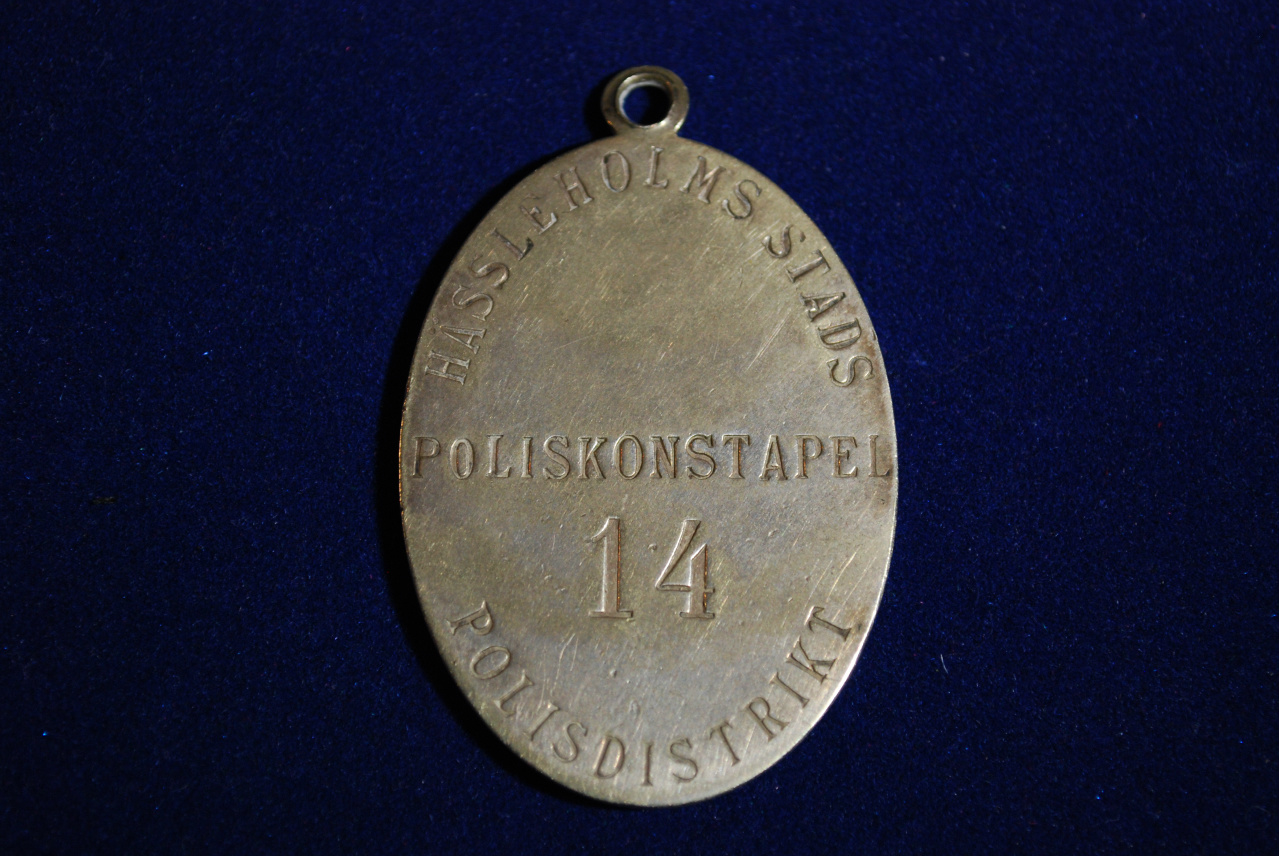 HÄSSLEHOLMS STADS
POLISKONSTAPEL
14
POLISDISTRIKT